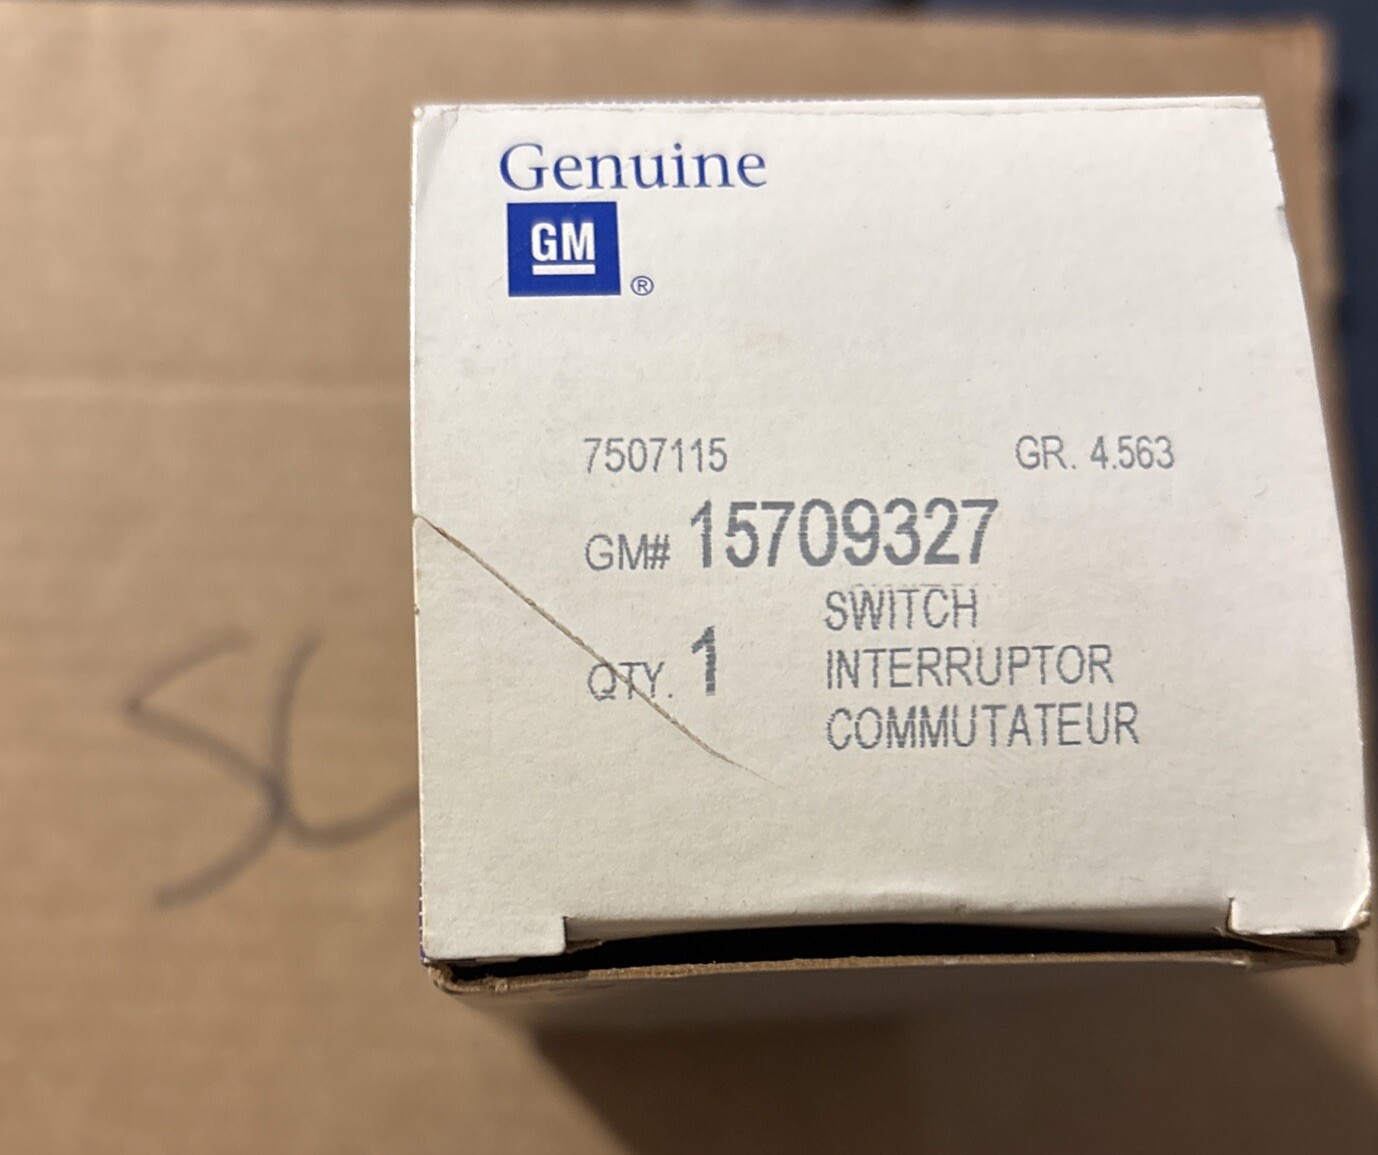 Genuine
GM
®
7507115 GR. 4.563
GM# 15709327
SWITCH
QTY. 1 INTERRUPTOR
COMMUTATEUR